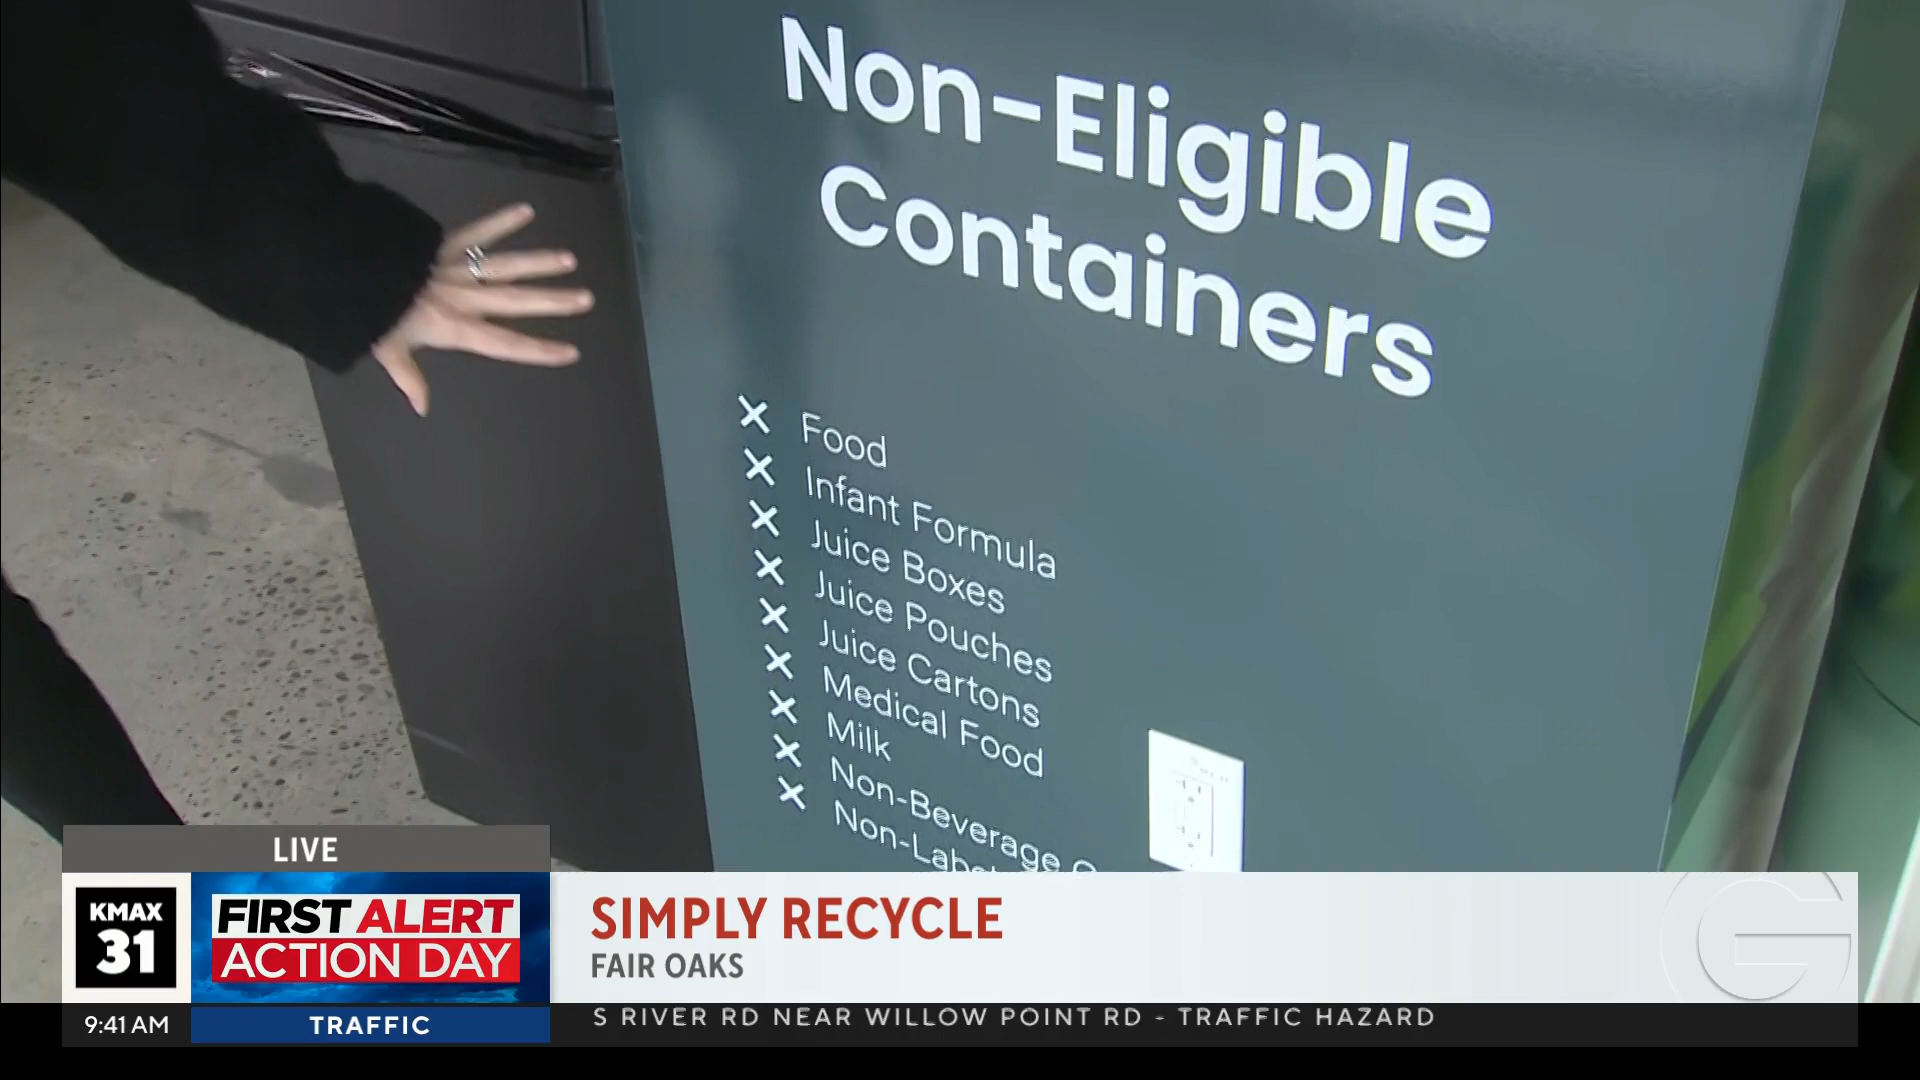 Non-Eligible
Containers
X Food
X Infant Formula
X Juice Boxes
X Juice Pouches
X Juice Cartons
X Medical Food
X Milk
X Non-Beverage
X
LIVE
KMAX
31
FIRST ALERT
ACTION DAY
SIMPLY RECYCLE
FAIR OAKS
G
9:41 AM
TRAFFIC
S RIVER RD NEAR WILLOW POINT RD - TRAFFIC HAZARD